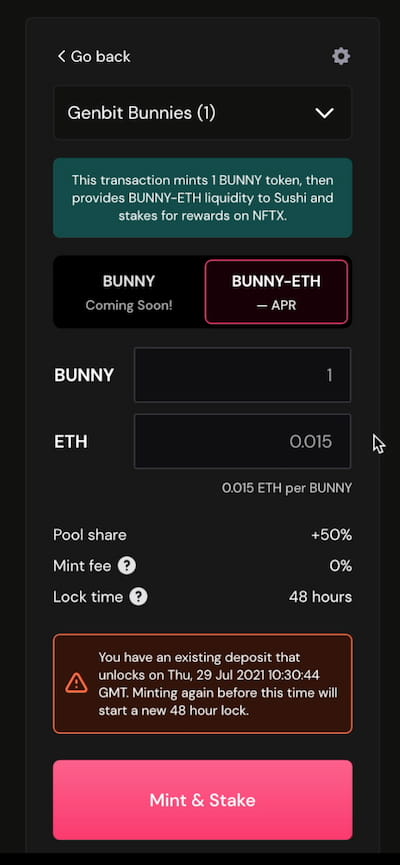 Go back
Genbit Bunnies (1)
This transaction mints 1 BUNNY token, then
provides BUNNY-ETH liquidity to Sushi and
stakes for rewards on NFTX.
BUNNY
Coming Soon!
BUNNY-ETH
— APR
BUNNY 1
ETH 0.015
0.015 ETH per BUNNY
Pool share +50%
Mint fee ? 0%
Lock time ? 48 hours
You have an existing deposit that
unlocks on Thu, 29 Jul 2021 10:30:44
GMT. Minting again before this time will
start a new 48 hour lock.
Mint & Stake